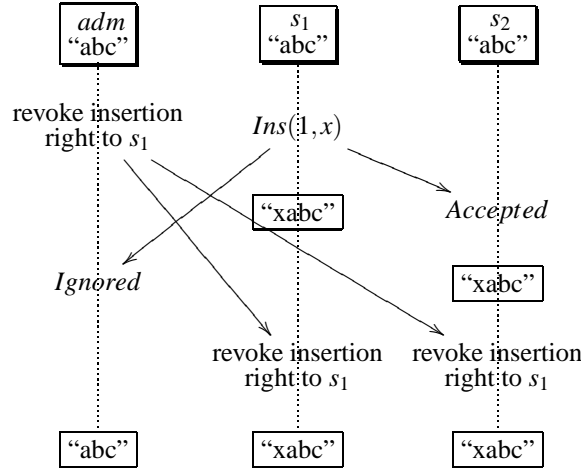 adm
“abc”
s1
“abc”
s2
“abc”
revoke insertion
right to s1
Ins(1, x)
“xabc”
Accepted
Ignored
“xabc”
revoke insertion
right to s1
revoke insertion
right to s1
“abc”
“xabc”
“xabc”